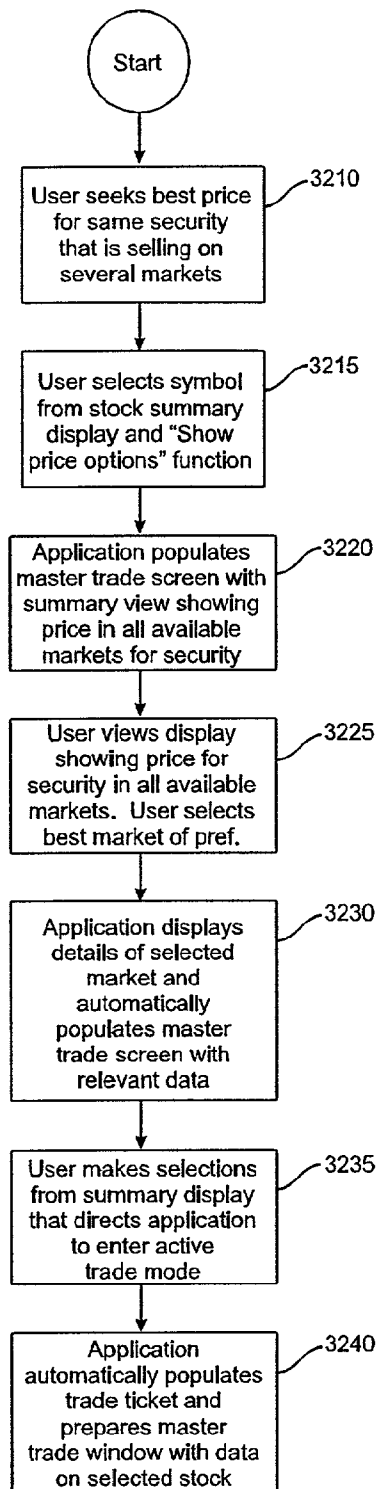 Start
3210
User seeks best price
for same security
that is selling on
several markets
3215
User selects symbol
from stock summary
display and “Show
price options” function
3220
Application populates
master trade screen with
summary view showing
price in all available
markets for security
3225
User views display
showing price for
security in all available
markets. User selects
best market of pref.
3230
Application displays
details of selected
market and
automatically
populates master
trade screen with
relevant data
3235
User makes selections
from summary display
that directs application
to enter active
trade mode
3240
Application
automatically populates
trade ticket and
prepares master
trade window with data
on selected stock